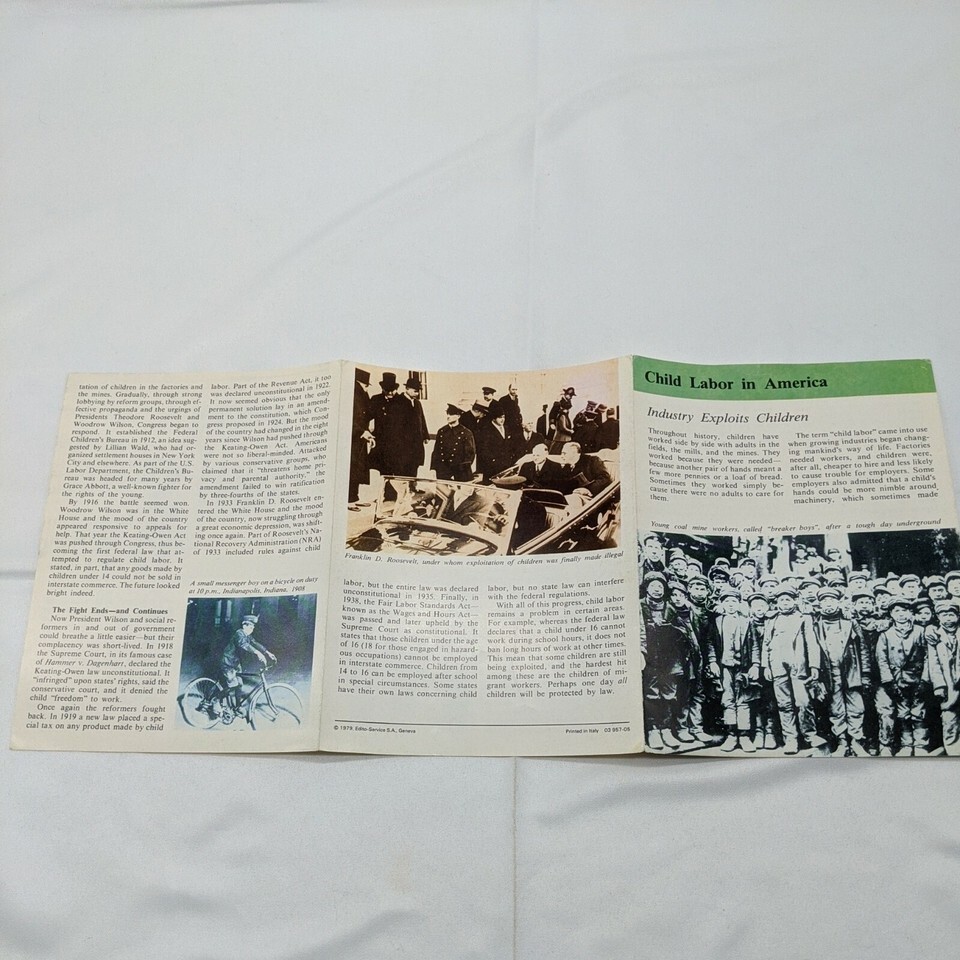 tation of children in the factories and
the mines. Gradually, through strong
lobbying by reform groups, through ef-
fective propaganda and the urgings of
Presidents Theodore Roosevelt and
Woodrow Wilson, Congress began to
respond. It established the Federal
Children's Bureau in 1912, an idea sug-
gested by Lillian Wald, who had or-
ganized settlement houses in New York
City and elsewhere. As part of the U.S.
Labor Department, the Children's Bu-
reau was headed for many years by
Grace Abbott, a well-known fighter for
the rights of the young.
By 1916 the battle seemed won.
Woodrow Wilson was in the White
House and the mood of the country
appeared responsive to appeals for
help. That year the Keating-Owen Act
was pushed through Congress, thus be-
coming the first federal law that at-
tempted to regulate child labor. It
stated, in part, that any goods made by
children under 14 could not be sold in
interstate commerce. The future looked
bright indeed.
The Fight Ends—and Continues
Now President Wilson and social re-
formers in and out of government
could breathe a little easier—but their
complacency was short-lived. In 1918
the Supreme Court, in its famous case
of Hammer v. Dagenhart, declared the
Keating-Owen law unconstitutional. It
"infringed" upon states' rights, said the
conservative court, and it denied the
child "freedom" to work.
Once again the reformers fought
back. In 1919 a new law placed a spe-
cial tax on any product made by child
labor. Part of the Revenue Act, it too
was declared unconstitutional in 1922.
It now seemed obvious that the only
permanent solution lay in an amend-
ment to the constitution, which Con-
gress proposed in 1924. But the mood
of the country had changed in the eight
years since Wilson had pushed through
the Keating-Owen Act. Americans
were not so liberal-minded. Attacked
by various conservative groups, who
claimed that it "threatens home pri-
vacy and parental authority," the
amendment failed to win ratification
by three-fourths of the states.
In 1933 Franklin D. Roosevelt en-
tered the White House and the mood
of the country, now struggling through
a great economic depression, was shift-
ing once again. Part of Roosevelt's Na-
tional Recovery Administration (NRA)
of 1933 included rules against child
A small messenger boy on a bicycle on duty
at 10 p.m., Indianapolis, Indiana, 1908
Franklin D. Roosevelt, under whom exploitation of children was finally made illegal
labor, but the entire law was declared
unconstitutional in 1935. Finally, in
1938, the Fair Labor Standards Act—
known as the Wages and Hours Act—
was passed and later upheld by the
Supreme Court as constitutional. It
states that those children under the age
of 16 (18 for those engaged in hazard-
ous occupations) cannot be employed
in interstate commerce. Children from
14 to 16 can be employed after school
in special circumstances. Some states
have their own laws concerning child
labor, but no state law can interfere
with the federal regulations.
With all of this progress, child labor
remains a problem in certain areas.
For example, whereas the federal law
declares that a child under 16 cannot
work during school hours, it does not
ban long hours of work at other times.
This means that some children are still
being exploited, and the hardest hit
among these are the children of mi-
grant workers. Perhaps one day all
children will be protected by law.
© 1979, Edito-Service S.A., Geneva
Printed in Italy 03 957-05
Child Labor in America
Industry Exploits Children
Throughout history, children have
worked side by side with adults in the
fields, the mills, and the mines. They
worked because they were needed—
because another pair of hands meant a
few more pennies or a loaf of bread.
Sometimes they worked simply be-
cause there were no adults to care for
them.
The term "child labor" came into use
when growing industries began chang-
ing mankind's way of life. Factories
needed workers, and children were,
after all, cheaper to hire and less likely
to cause trouble for employers. Some
employers also admitted that a child's
hands could be more nimble around
machinery, which sometimes made
Young coal mine workers, called "breaker boys", after a tough day underground